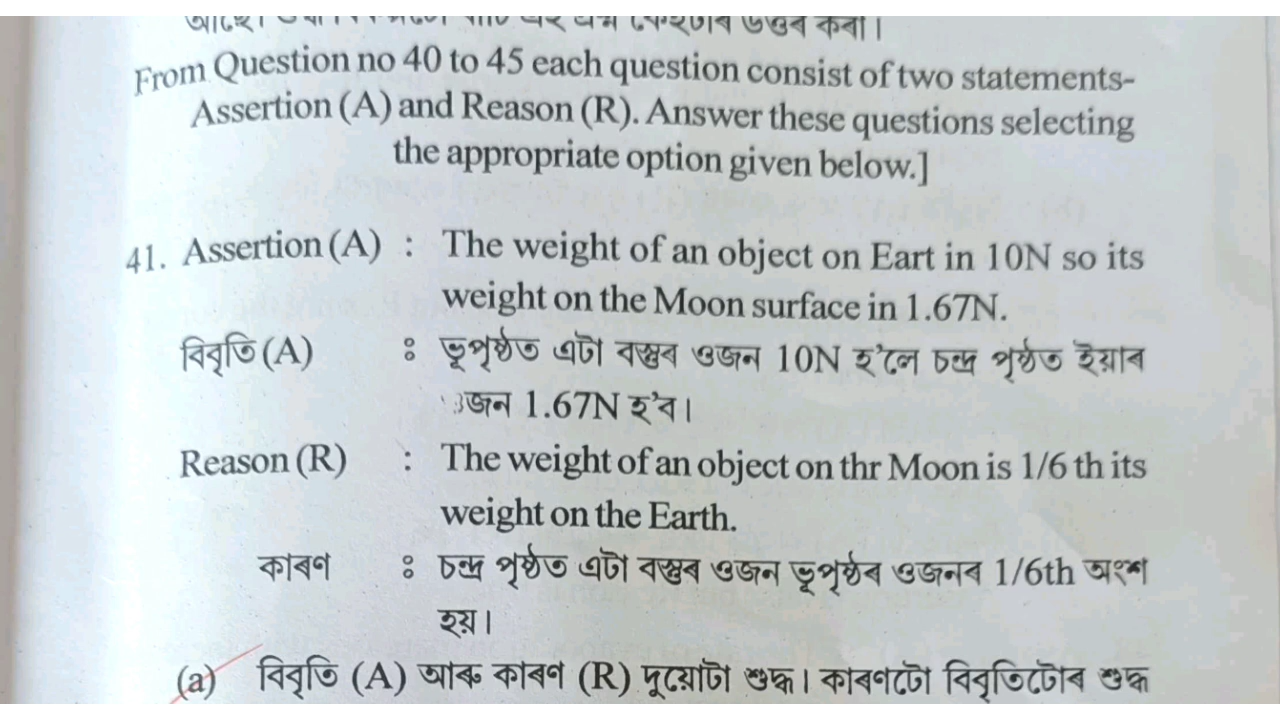 কৰা।
From Question no 40 to 45 each question consist of two statements-
Assertion (A) and Reason (R). Answer these questions selecting
the appropriate option given below.]
41. Assertion (A) : The weight of an object on Eart in 10N so its
weight on the Moon surface in 1.67N.
বিবৃতি (A) ঃ ভূপৃষ্ঠত এটা বস্তুৰ ওজন 10N হ'লে চন্দ্ৰ পৃষ্ঠত ইয়াৰ
ওজন 1.67N হ'ব।
Reason (R) : The weight of an object on thr Moon is 1/6 th its
weight on the Earth.
কাৰণ ঃ চন্দ্ৰ পৃষ্ঠত এটা বস্তুৰ ওজন ভূপৃষ্ঠৰ ওজনৰ 1/6th অংশ
হয়।
(a) বিবৃতি (A) আৰু কাৰণ (R) দুয়োটা শুদ্ধ। কাৰণটো বিবৃতিটোৰ শুদ্ধ